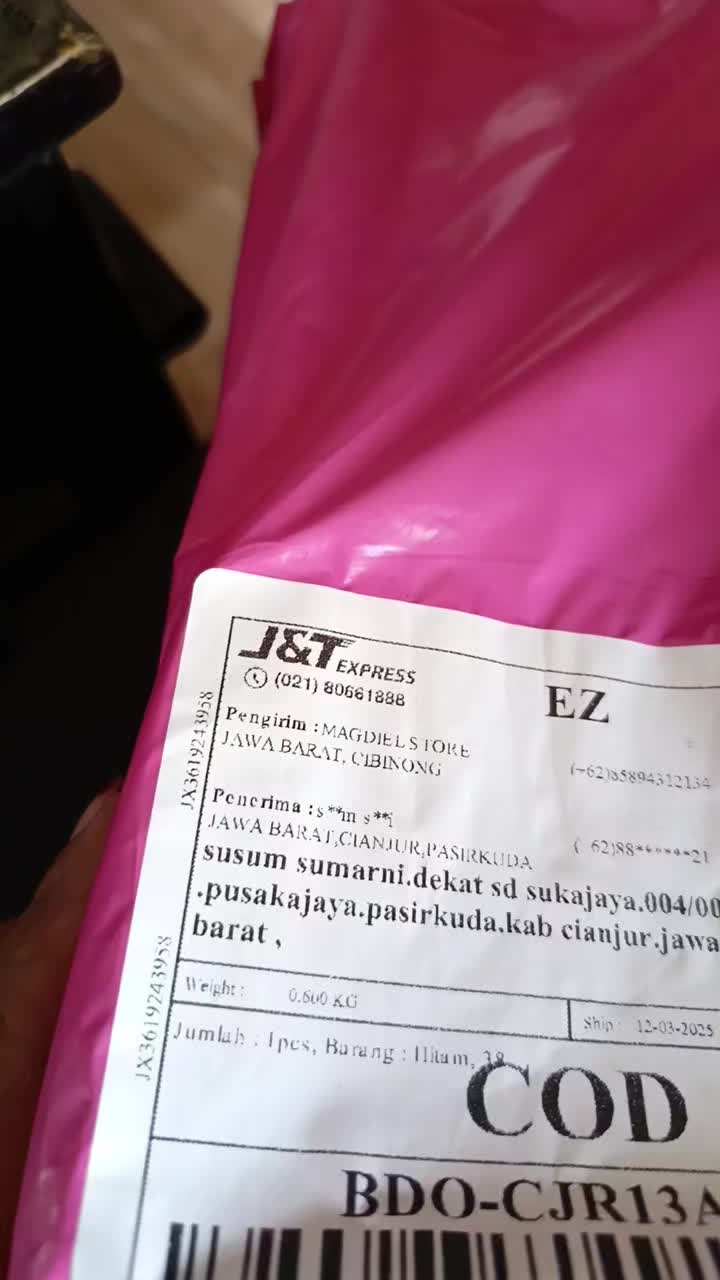 J&T EXPRESS
(021) 80661888
EZ
Pengirim : MAGDIEL STORE
JAWA BARAT, CIBINONG
(+62)85894312134
Penerima : s**m s**i
JAWA BARAT,CIANJUR,PASIRKUDA
( 62)88******21
susum sumarni.dekat sd sukajaya.004/00
.pusakajaya.pasirkuda.kab cianjur.jawa
barat ,
Weight : 0.600 KG
Ship : 12-03-2025
Jumlah : 1pcs, Barang : Hitam, 38
COD
BDO-CJR13A
JX3619243958
JX3619243958